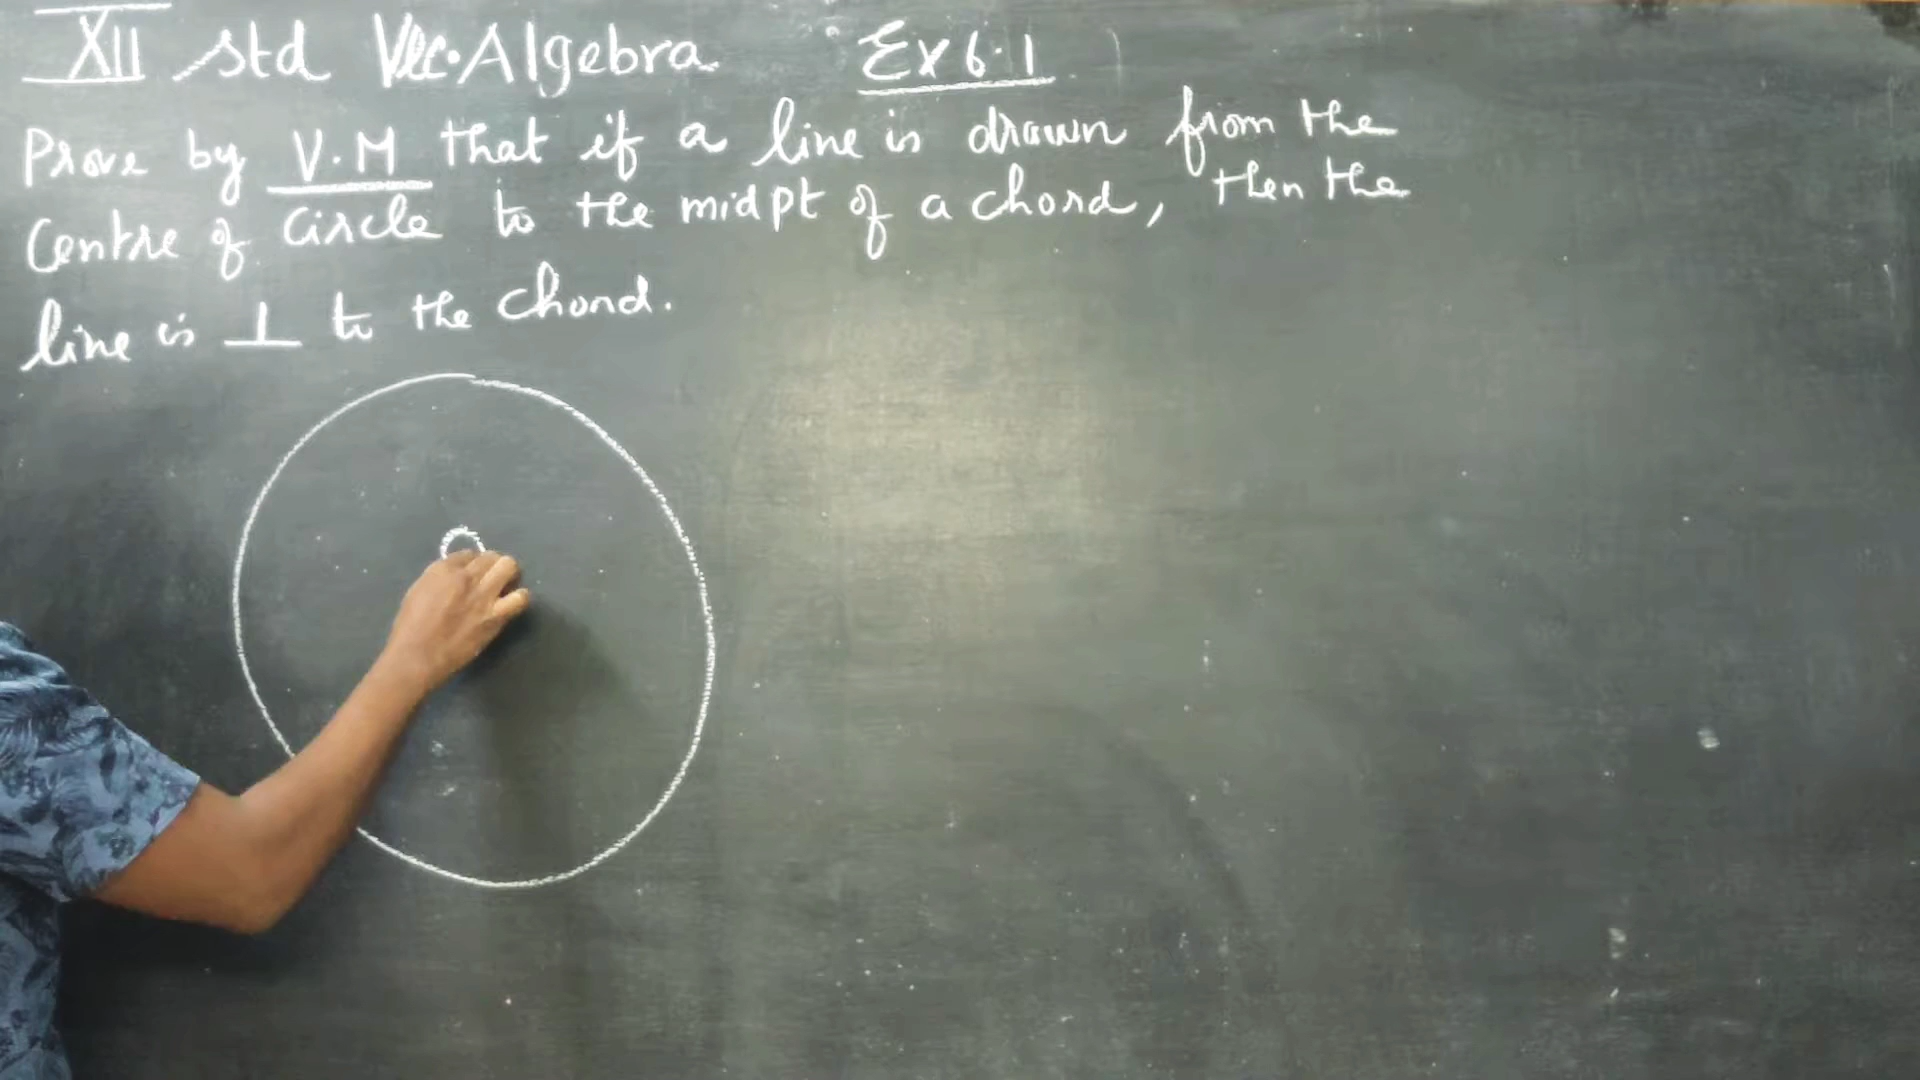 XII std Vec. Algebra Ex 6.1
Prove by V.M that if a line is drawn from the
Centre of circle to the midpt of a chord, then the
line is ⊥ to the chord.